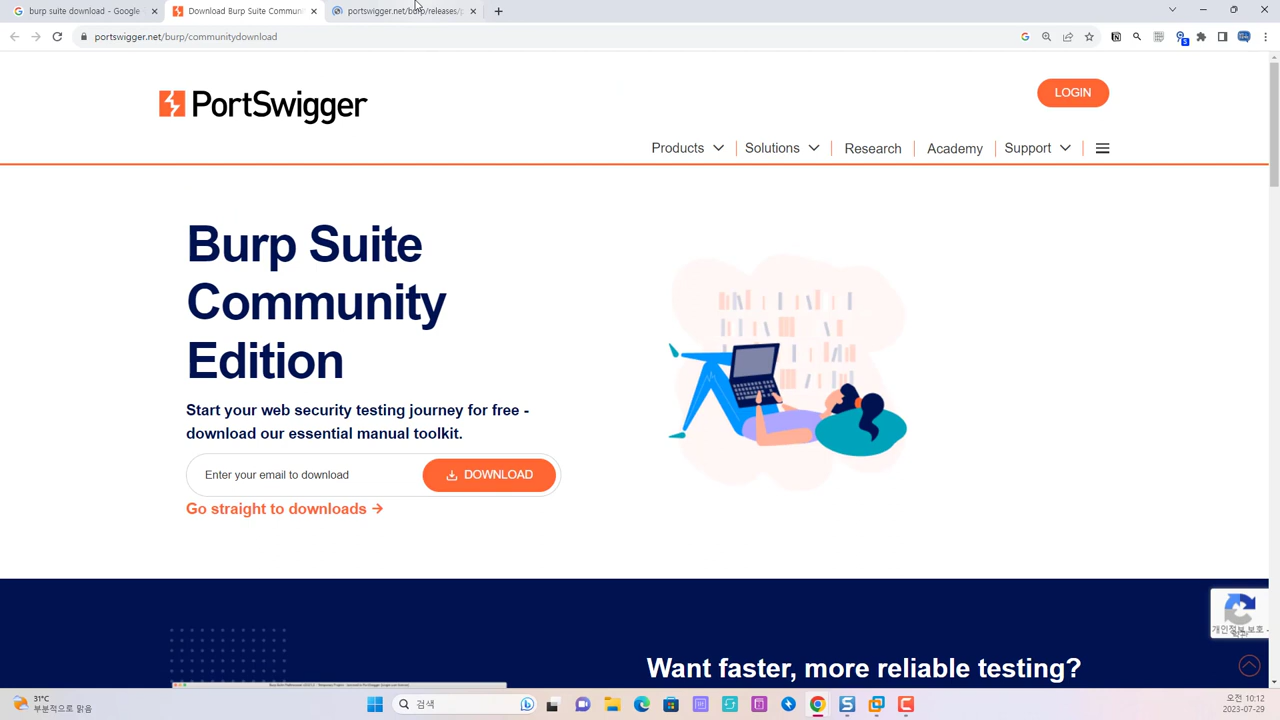 burp suite download - Google
Download Burp Suite Commun
portswigger.net/burp/releases/p
portswigger.net/burp/communitydownload
PortSwigger
LOGIN
Products
Solutions
Research
Academy
Support
Burp Suite
Community
Edition
Start your web security testing journey for free -
download our essential manual toolkit.
Enter your email to download
DOWNLOAD
Go straight to downloads →
개인정보 보호 -
약관
Want faster, more reliable testing?
31°C
부분적으로 맑음
검색
오전 10:12
2023-07-29